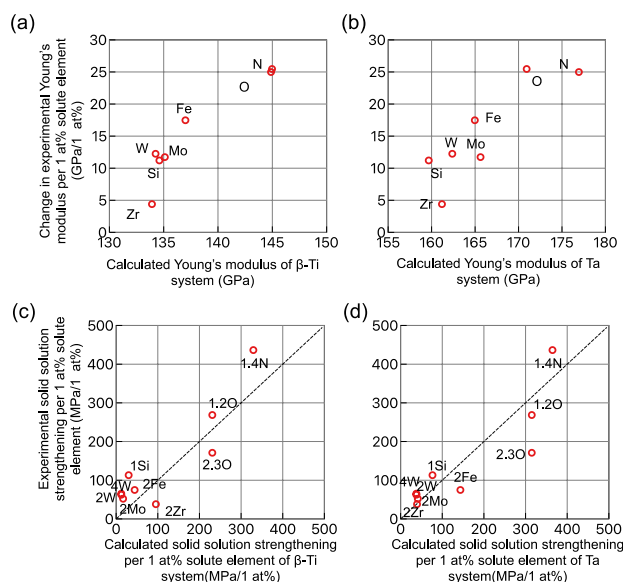 (a)
(b)
Change in experimental Young's
modulus per 1 at% solute element
(GPa/1 at%)
30
25
20
15
10
5
0
N
O
Fe
W
Mo
Si
Zr
130
135
140
145
150
Calculated Young's modulus of β-Ti
system (GPa)
30
25
20
15
10
5
0
N
O
Fe
W
Mo
Si
Zr
155
160
165
170
175
180
Calculated Young's modulus of Ta
system (GPa)
(c)
(d)
Experimental solid solution
strengthening per 1 at% solute
element (MPa/1 at%)
500
400
300
200
100
0
1.4N
1.2O
2.3O
1Si
4W
2Fe
2W
2Mo
2Zr
0
100
200
300
400
500
Calculated solid solution strengthening
per 1 at% solute element of β-Ti
system(MPa/1 at%)
500
400
300
200
100
0
1.4N
1.2O
2.3O
1Si
4W
2W
2Fe
2Mo
2Zr
0
100
200
300
400
500
Calculated solid solution strengthening
per 1 at% solute element of Ta
system(MPa/1 at%)